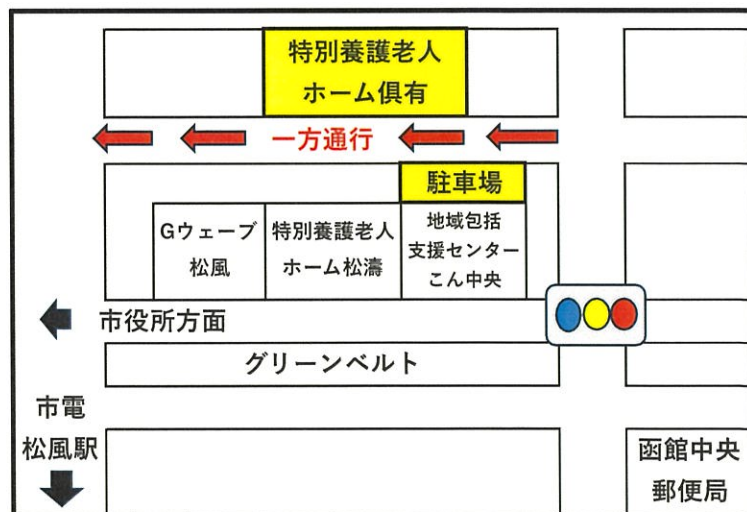 特別養護老人
ホーム倶有
一方通行
駐車場
Gウェーブ
松風
特別養護老人
ホーム松濤
地域包括
支援センター
こん中央
市役所方面
グリーンベルト
市電
松風駅
函館中央
郵便局